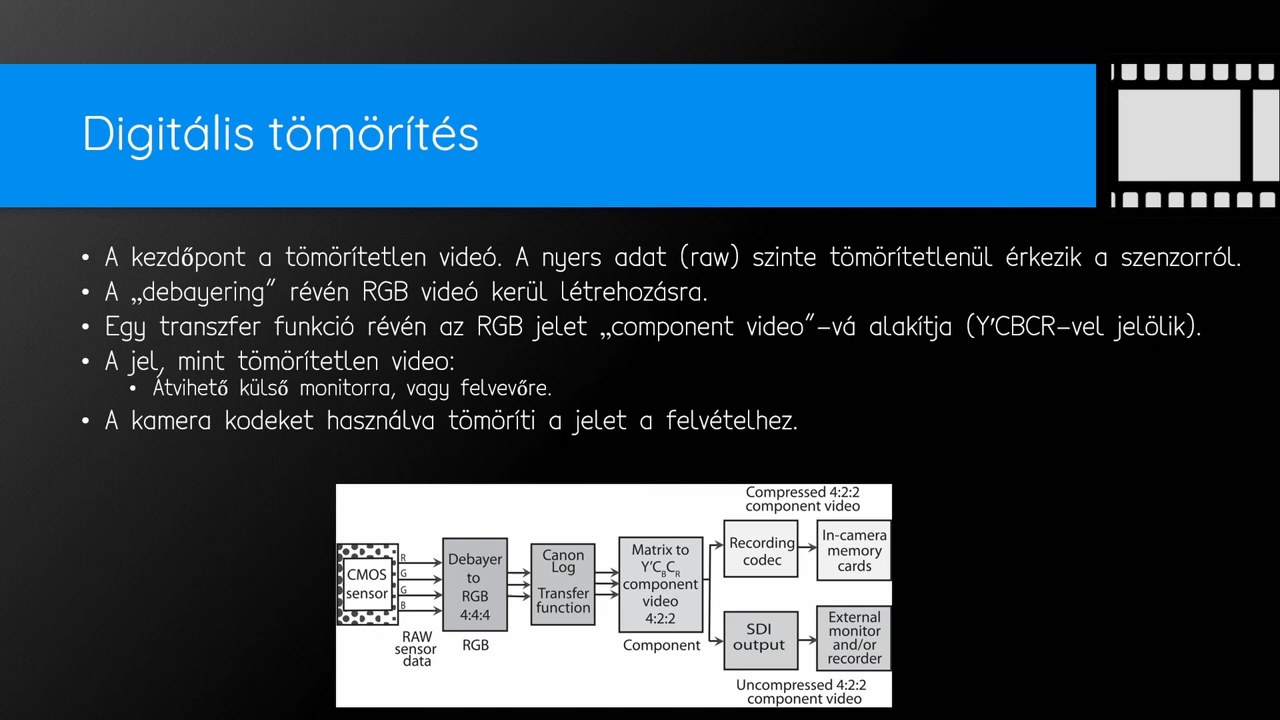 Digitális tömörítés
• A kezdőpont a tömörítetlen videó. A nyers adat (raw) szinte tömörítetlenül érkezik a szenzorról.
• A „debayering” révén RGB videó kerül létrehozásra.
• Egy transzfer funkció révén az RGB jelet „component video”-vá alakítja (Y’CBCR-vel jelölik).
• A jel, mint tömörítetlen video:
• Átvihető külső monitorra, vagy felvevőre.
• A kamera kodeket használva tömöríti a jelet a felvételhez.
CMOS
sensor
R
G
G
B
RAW
sensor
data
Debayer
to
RGB
4:4:4
RGB
Canon
Log
Transfer
function
Matrix to
Y’CBCR
component
video
4:2:2
Component
Compressed 4:2:2
component video
Recording
codec
In-camera
memory
cards
SDI
output
External
monitor
and/or
recorder
Uncompressed 4:2:2
component video